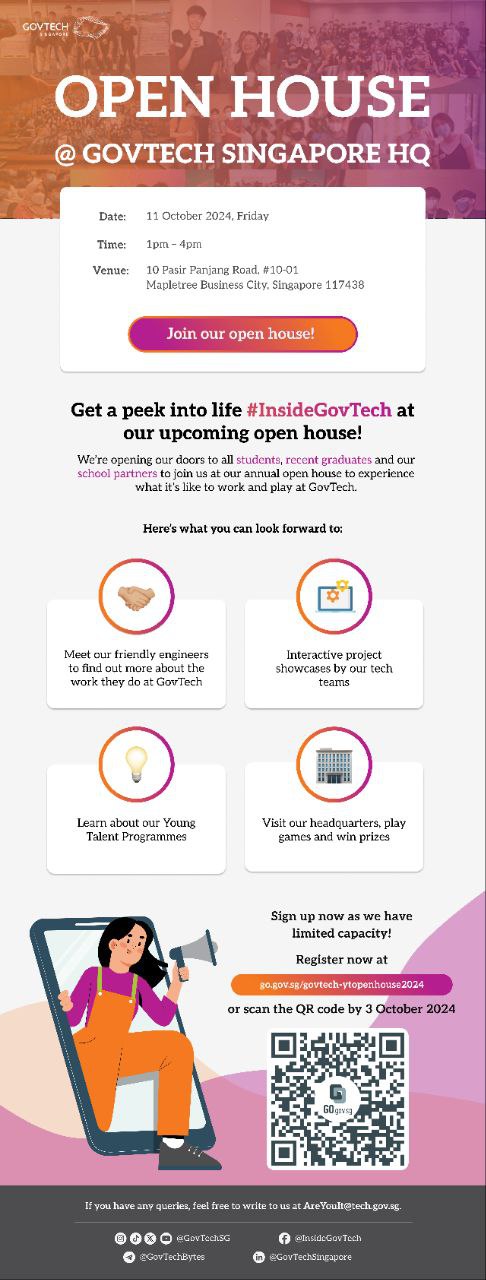 GOVTECH
SINGAPORE
OPEN HOUSE
@ GOVTECH SINGAPORE HQ
Date: 11 October 2024, Friday
Time: 1pm – 4pm
Venue: 10 Pasir Panjang Road, #10-01
Mapletree Business City, Singapore 117438
Join our open house!
Get a peek into life #InsideGovTech at
our upcoming open house!
We're opening our doors to all students, recent graduates and our
school partners to join us at our annual open house to experience
what it's like to work and play at GovTech.
Here's what you can look forward to:
Meet our friendly engineers
to find out more about the
work they do at GovTech
Interactive project
showcases by our tech
teams
Learn about our Young
Talent Programmes
Visit our headquarters, play
games and win prizes
Sign up now as we have
limited capacity!
Register now at
go.gov.sg/govtech-ytopenhouse2024
or scan the QR code by 3 October 2024
GOgovsg
If you have any queries, feel free to write to us at AreYouIt@tech.gov.sg.
@GovTechSG
@InsideGovTech
@GovTechBytes
@GovTechSingapore